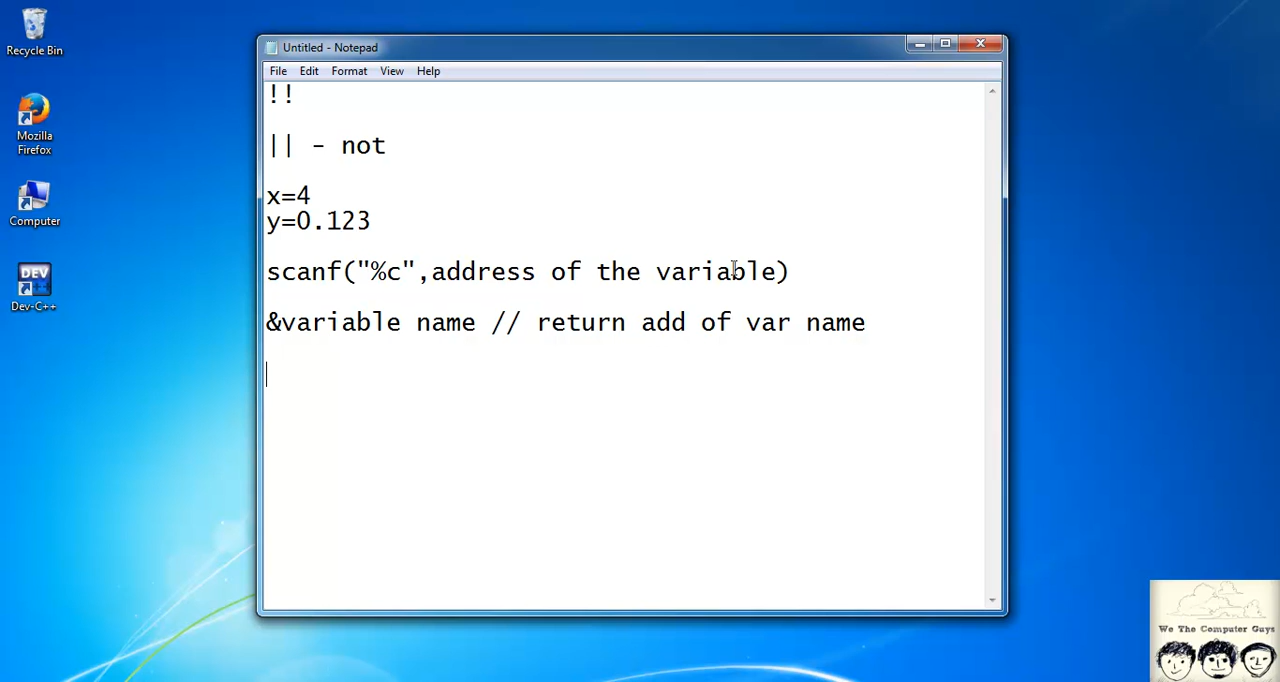 Recycle Bin
Mozilla
Firefox
Computer
DEV
Dev-C++
Untitled - Notepad
File Edit Format View Help
!!
|| - not
x=4
y=0.123
scanf("%c",address of the variable)
&variable name // return add of var name
We The Computer Guys